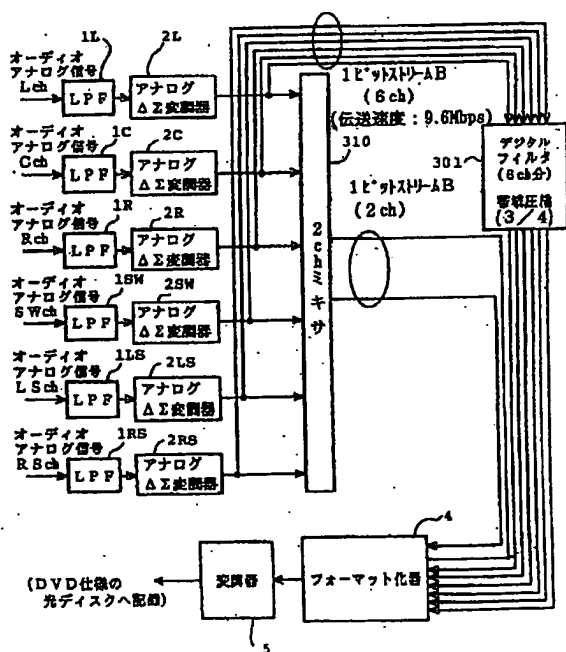 1L
2L
オーディオ
アナログ信号
Lch
LPF
アナログ
ΔΣ変調器
1C
2C
オーディオ
アナログ信号
Cch
LPF
アナログ
ΔΣ変調器
1R
2R
オーディオ
アナログ信号
Rch
LPF
アナログ
ΔΣ変調器
1SW
2SW
オーディオ
アナログ信号
SWch
LPF
アナログ
ΔΣ変調器
1LS
2LS
オーディオ
アナログ信号
LSch
LPF
アナログ
ΔΣ変調器
1RS
2RS
オーディオ
アナログ信号
RSch
LPF
アナログ
ΔΣ変調器
1ビットストリームB
(6ch)
(伝送速度:9.6Mbps)
310
2chミキサ
1ビットストリームB
(2ch)
301
デジタル
フィルタ
(6ch分)
帯域圧縮
(3/4)
4
フォーマット化器
変調器
5
(DVD仕様の
光ディスクへ記録)